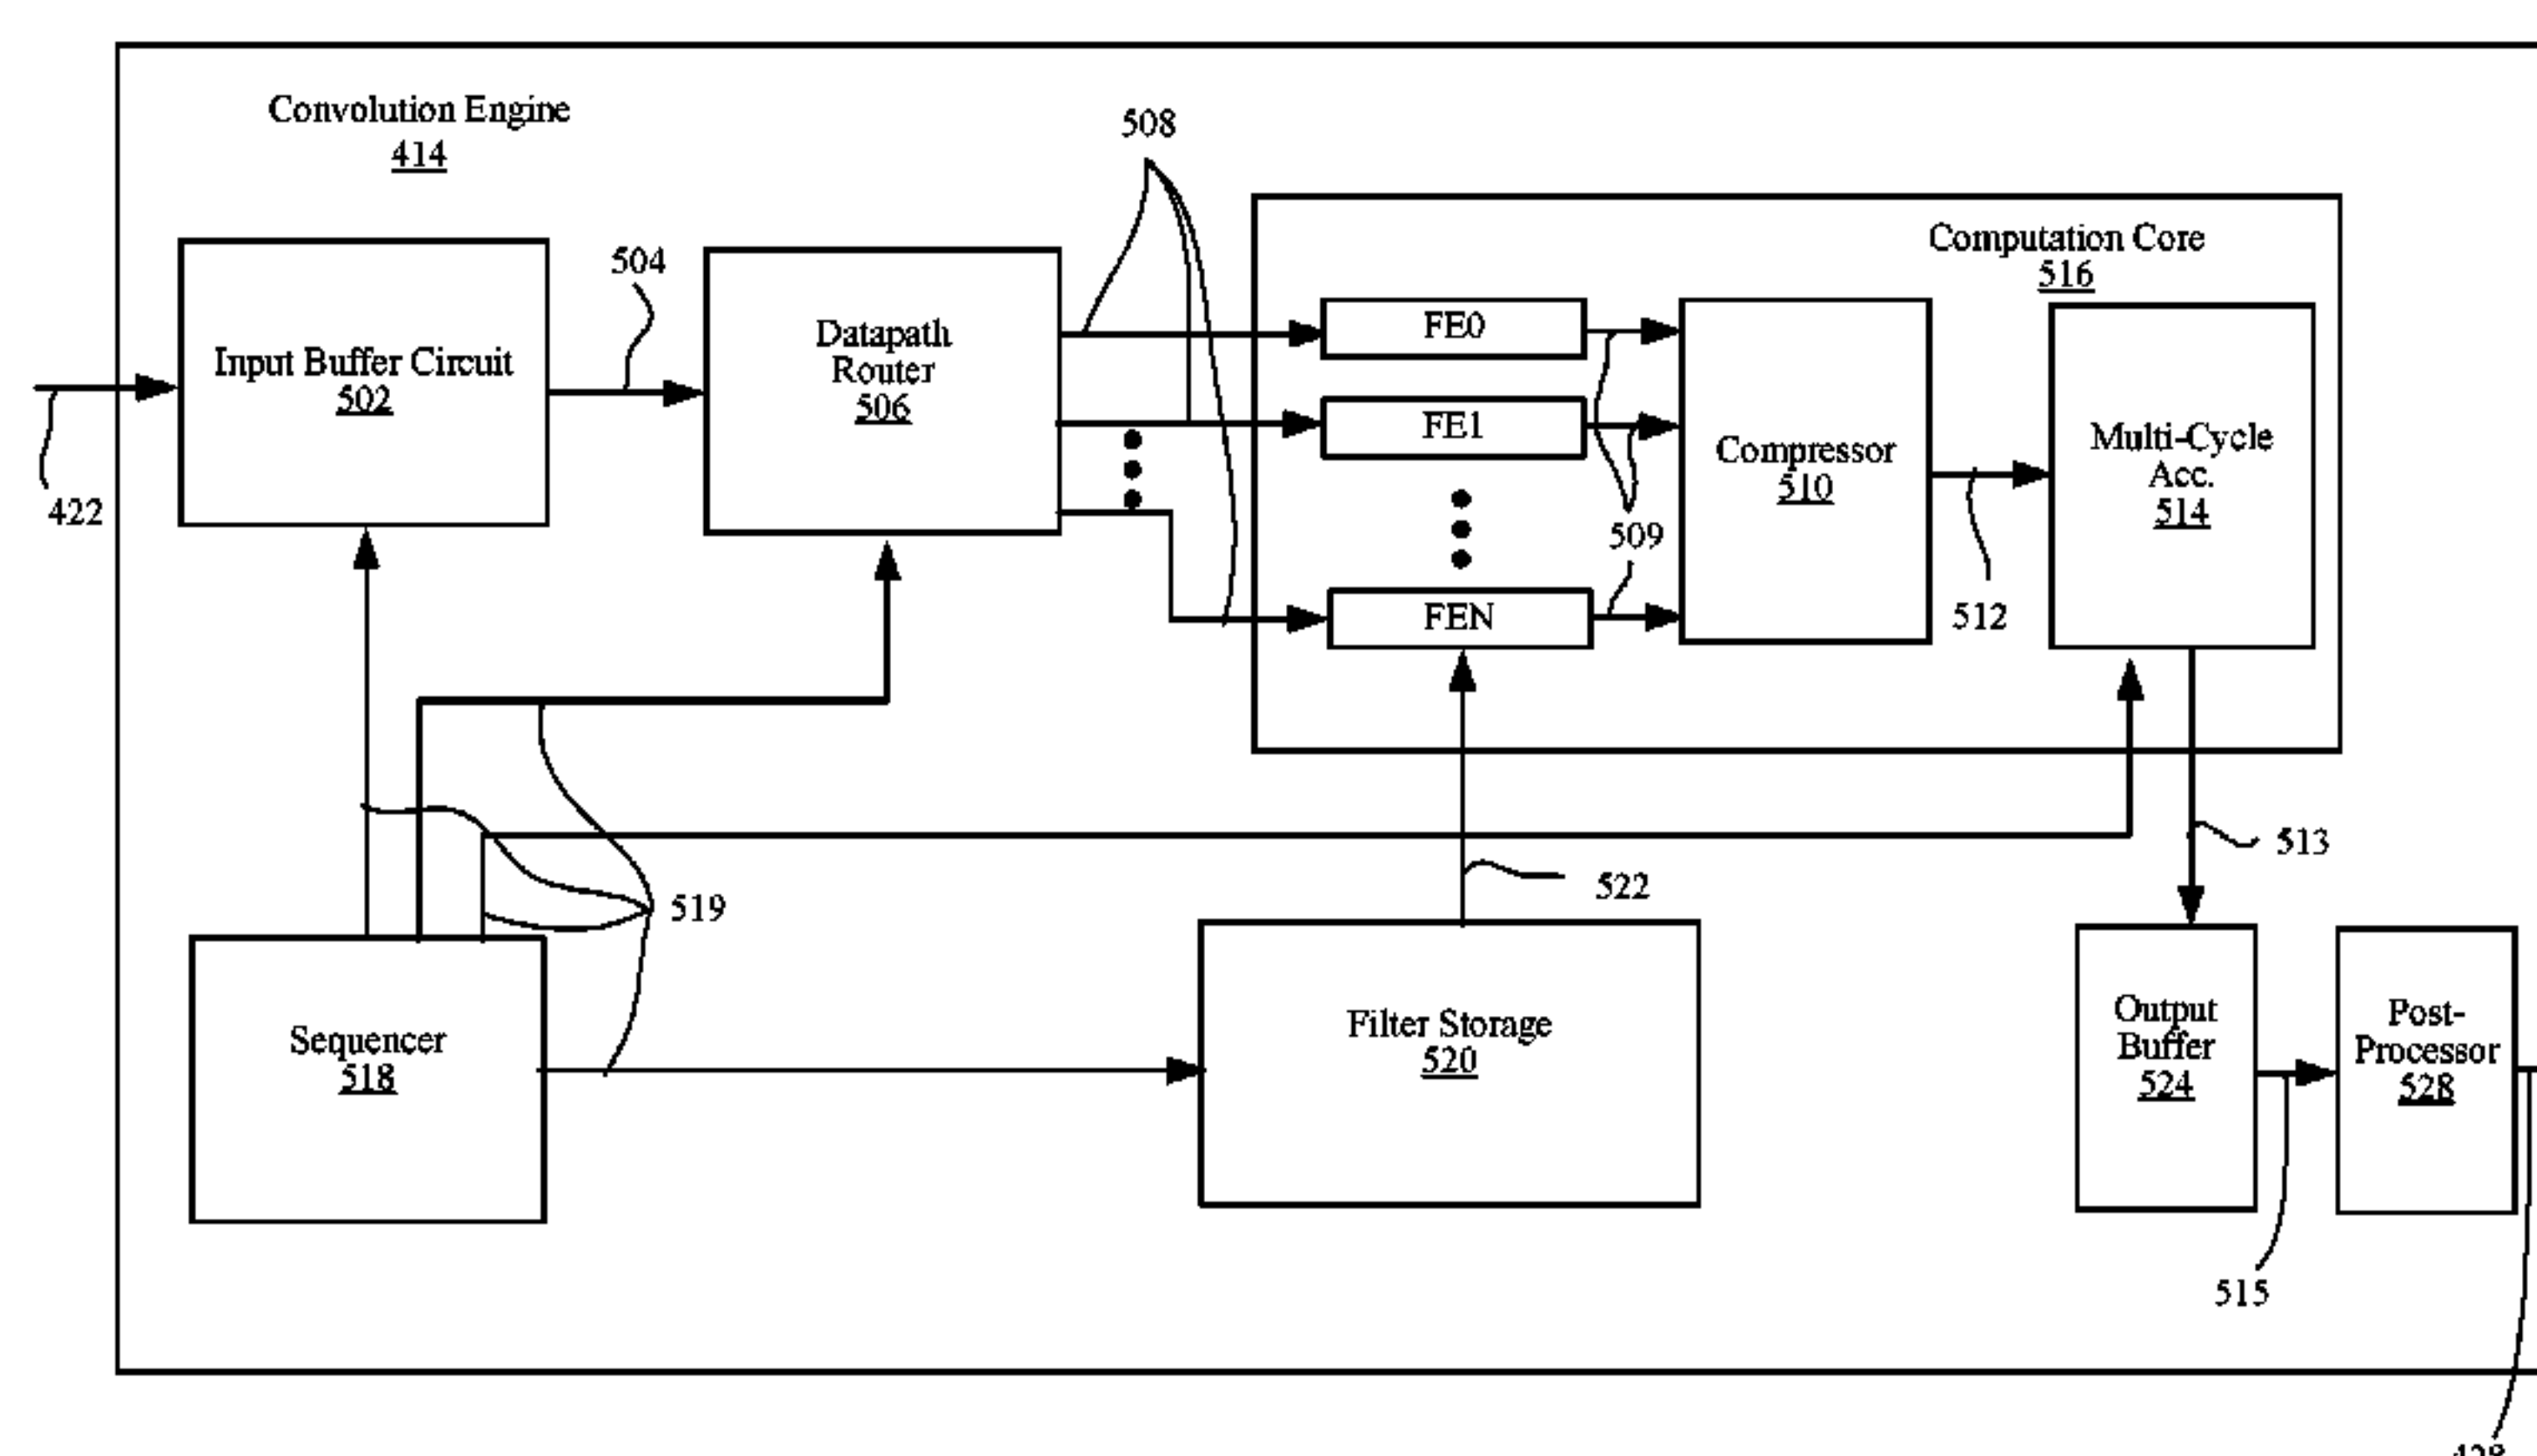 Convolution Engine
414
508
Computation Core
516
504
Input Buffer Circuit
502
Datapath
Router
506
FE0
FE1
FEN
Compressor
510
Multi-Cycle
Acc.
514
422
509
512
513
522
519
Sequencer
518
Filter Storage
520
Output
Buffer
524
Post-
Processor
528
515